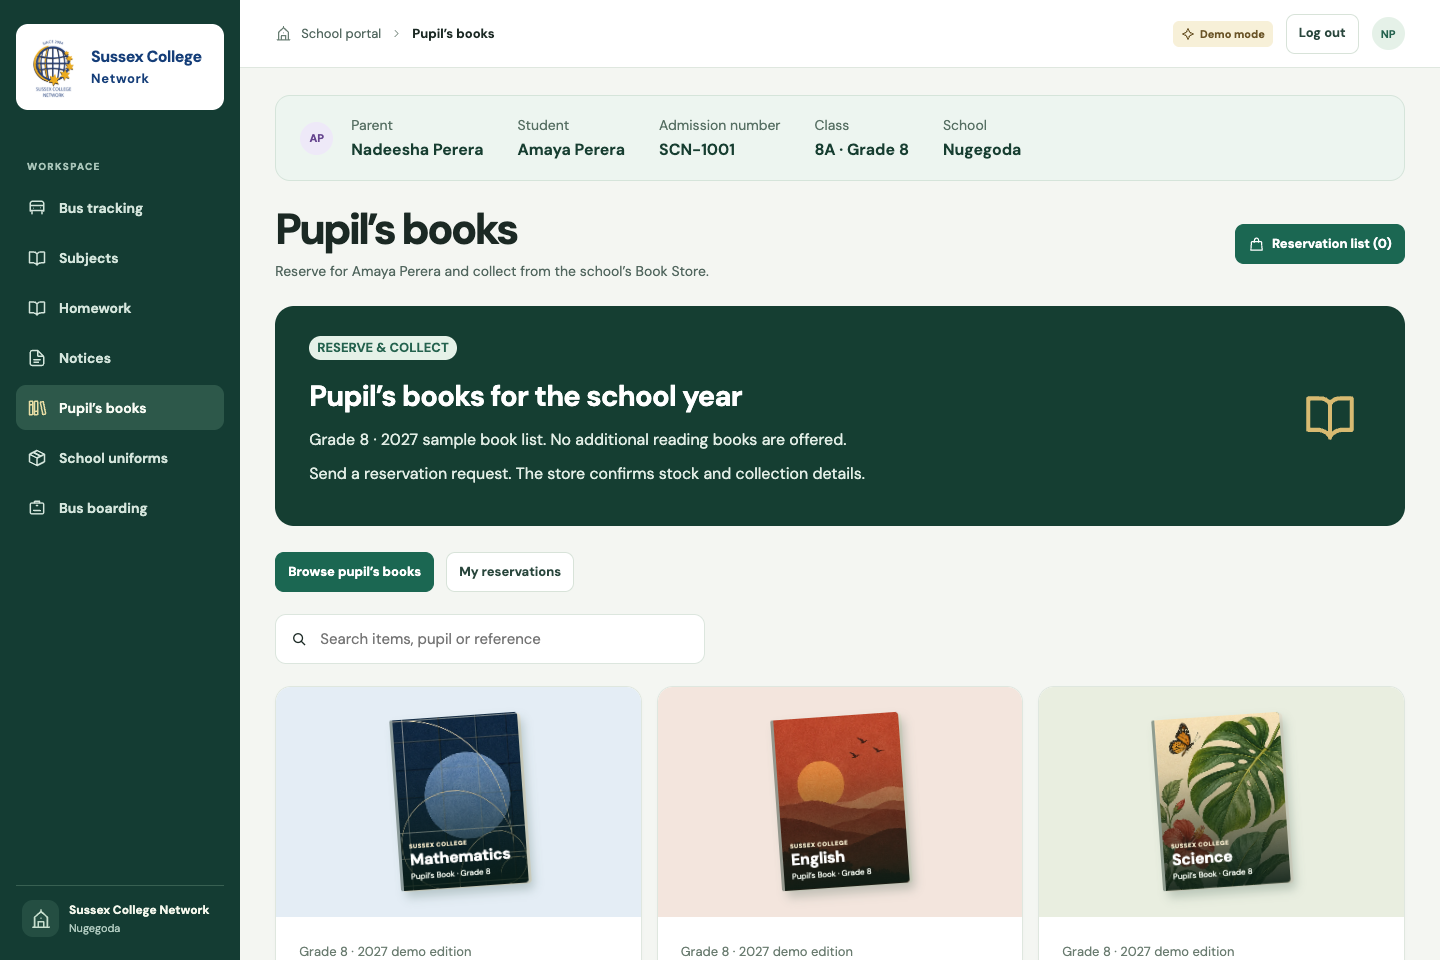 Sussex College
Network
SUSSEX COLLEGE
NETWORK
WORKSPACE
Bus tracking
Subjects
Homework
Notices
Pupil's books
School uniforms
Bus boarding
Sussex College Network
Nugegoda
School portal
Pupil's books
Demo mode
Log out
NP
AP
Parent
Nadeesha Perera
Student
Amaya Perera
Admission number
SCN-1001
Class
8A · Grade 8
School
Nugegoda
Pupil's books
Reserve for Amaya Perera and collect from the school's Book Store.
Reservation list (0)
RESERVE & COLLECT
Pupil's books for the school year
Grade 8 · 2027 sample book list. No additional reading books are offered.
Send a reservation request. The store confirms stock and collection details.
Browse pupil's books
My reservations
Search items, pupil or reference
SUSSEX COLLEGE
Mathematics
Pupil's Book · Grade 8
SUSSEX COLLEGE
English
Pupil's Book · Grade 8
SUSSEX COLLEGE
Science
Pupil's Book · Grade 8
Grade 8 · 2027 demo edition
Grade 8 · 2027 demo edition
Grade 8 · 2027 demo edition